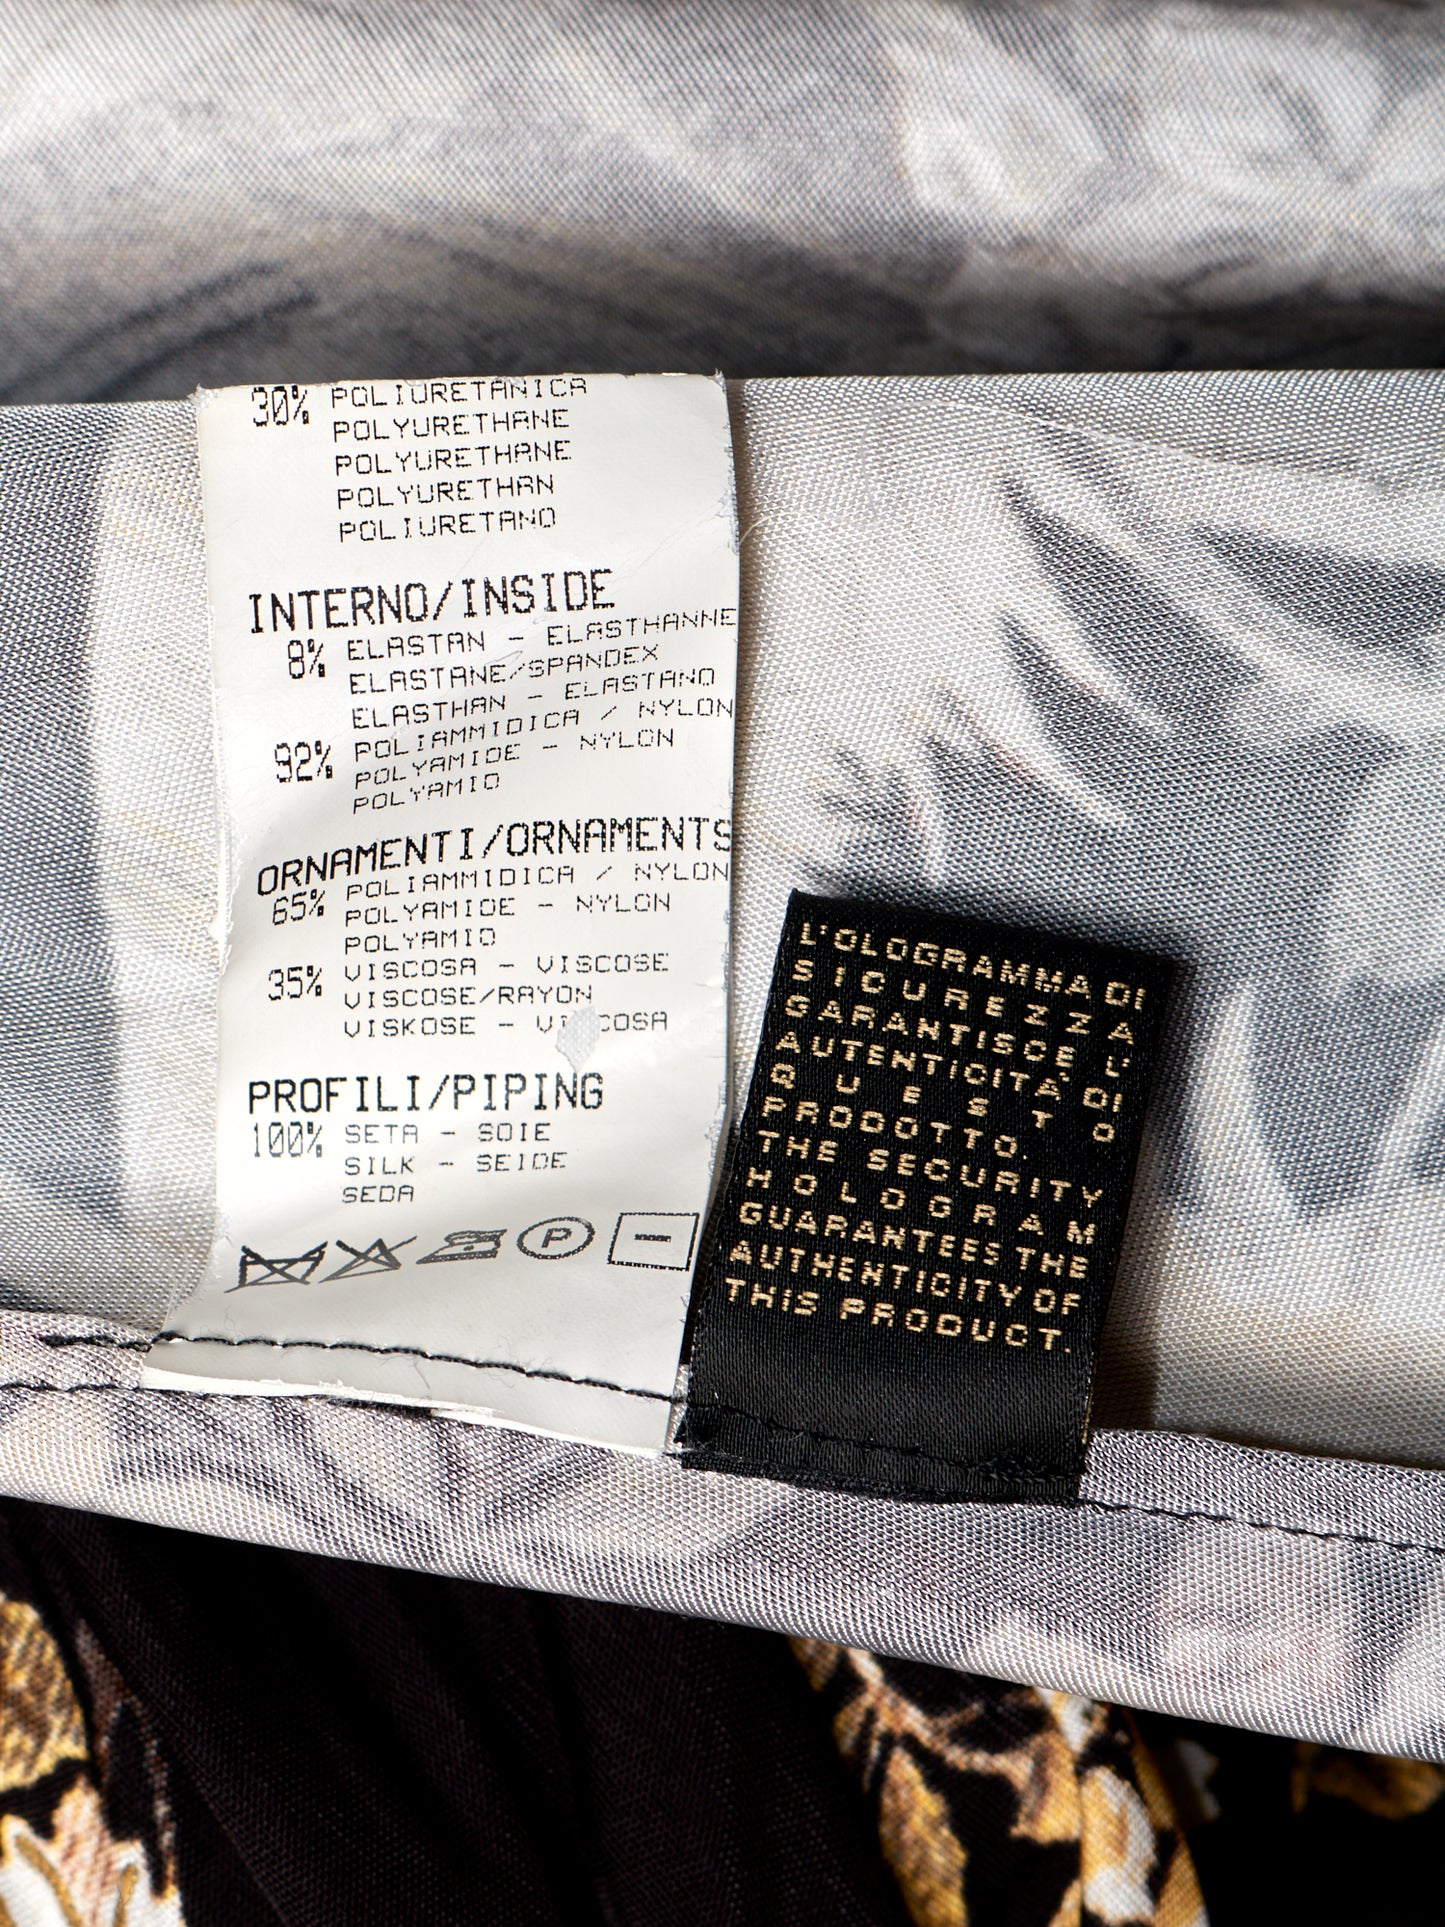 30% POLIURETANICA
POLYURETHANE
POLYURETHANE
POLYURETHAN
POLIURETANO
INTERNO/INSIDE
8% ELASTAN - ELASTHANNE
ELASTANE/SPANDEX
ELASTHAN - ELASTANO
92% POLIAMMIDICA / NYLON
POLYAMIDE - NYLON
POLYAMID
ORNAMENTI/ORNAMENTS
65% POLIAMMIDICA / NYLON
POLYAMIDE - NYLON
POLYAMID
35% VISCOSA - VISCOSE
VISCOSE/RAYON
VISKOSE -
PROFILI/PIPING
100% SETA - SOIE
SILK - SEIDE
SEDA
P
L'OLOGRAMMA DI
SICUREZZA
GARANTISCE L'
AUTENTICITÀ DI
QUESTO
PRODOTTO.
THE SECURITY
HOLOGRAM
GUARANTEES THE
AUTHENTICITY OF
THIS PRODUCT.